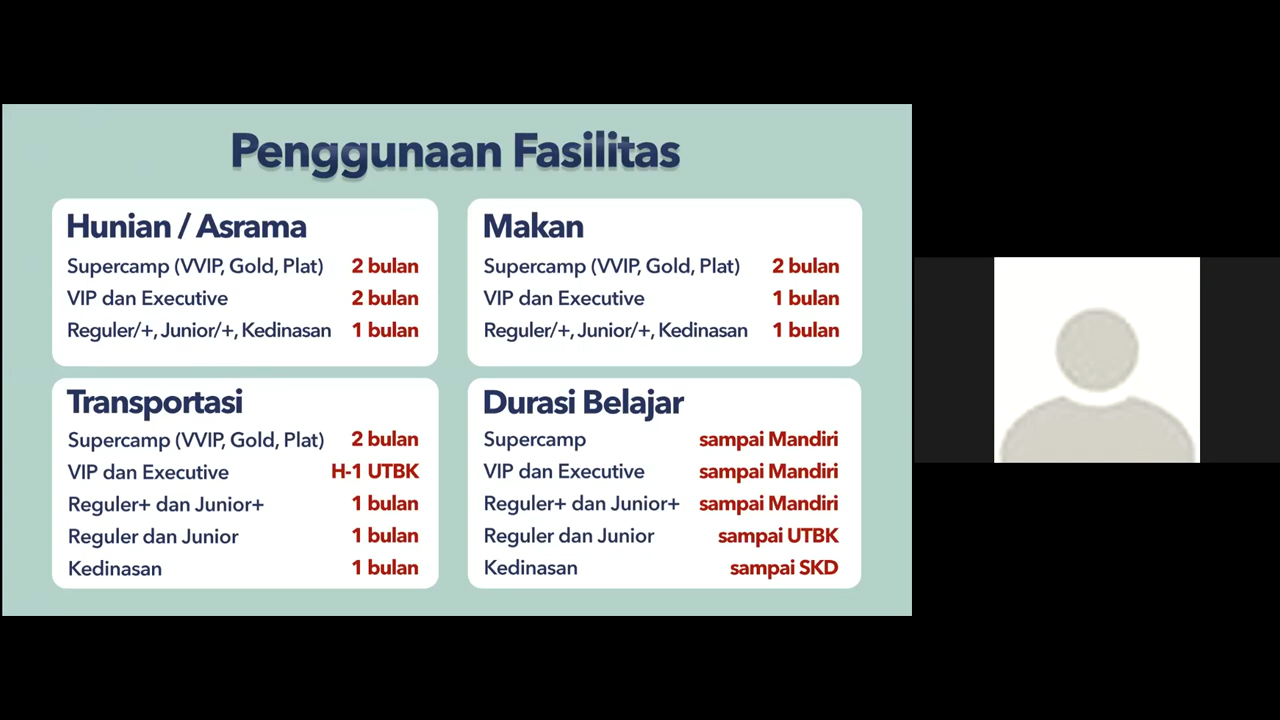 Penggunaan Fasilitas
Hunian / Asrama
Supercamp (VVIP, Gold, Plat) 2 bulan
VIP dan Executive 2 bulan
Reguler/+, Junior/+, Kedinasan 1 bulan
Makan
Supercamp (VVIP, Gold, Plat) 2 bulan
VIP dan Executive 1 bulan
Reguler/+, Junior/+, Kedinasan 1 bulan
Transportasi
Supercamp (VVIP, Gold, Plat) 2 bulan
VIP dan Executive H-1 UTBK
Reguler+ dan Junior+ 1 bulan
Reguler dan Junior 1 bulan
Kedinasan 1 bulan
Durasi Belajar
Supercamp sampai Mandiri
VIP dan Executive sampai Mandiri
Reguler+ dan Junior+ sampai Mandiri
Reguler dan Junior sampai UTBK
Kedinasan sampai SKD